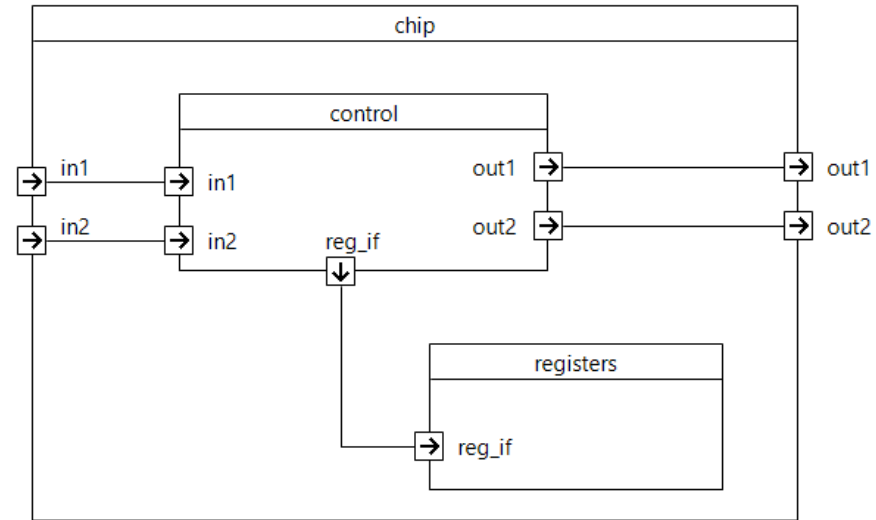 chip
control
in1
in1
out1
out1
in2
in2
reg_if
out2
out2
registers
reg_if